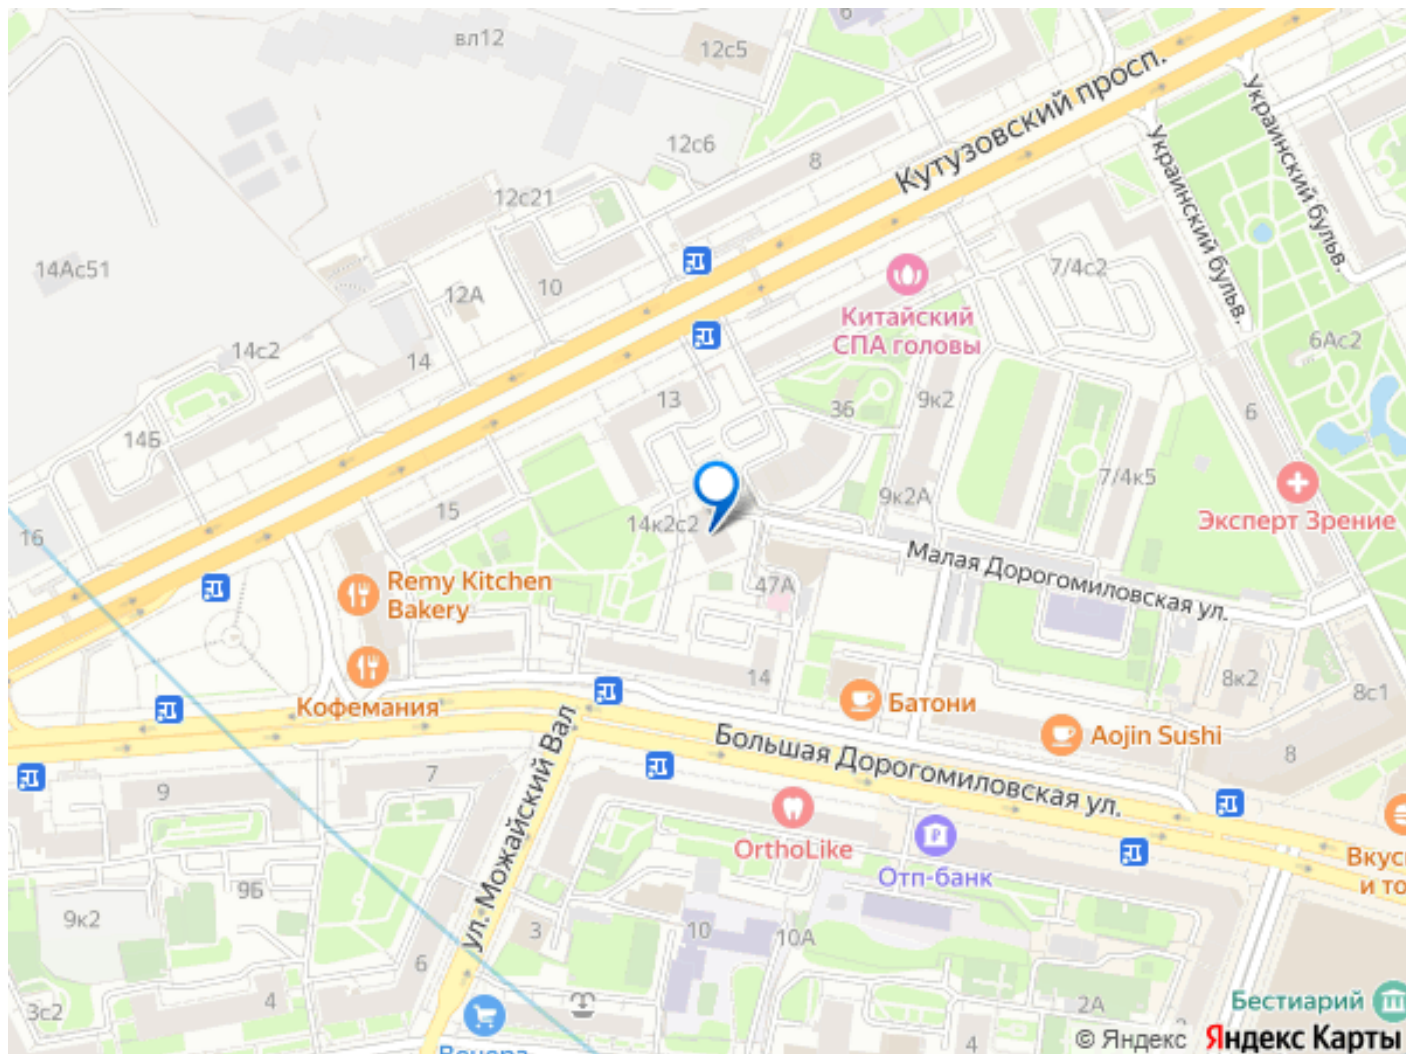 вл12
12с5
6
Кутузовский просп.
Украинский бульв.
Украинский бульв.
12с6
8
12с21
14Ас51
10
12А
7/4с2
Китайский
СПА головы
6Ас2
14с2
14
13
36
9к2
6
14Б
7/4к5
9к2А
Эксперт Зрение
15
14к2с2
16
Малая Дорогомиловская ул.
Remy Kitchen
Bakery
47А
14
8к2
8с1
Кофемания
Батони
Aojin Sushi
Большая Дорогомиловская ул.
8
ул. Можайский Вал
7
9
OrthoLike
Отп-банк
Вкус
и то
9Б
9к2
3
10
10А
6
4
3с2
2А
Бестиарий
4
© Яндекс
Яндекс Карты